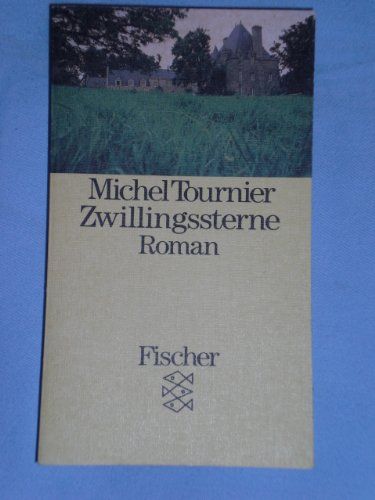 Michel Tournier
Zwillingssterne
Roman
Fischer